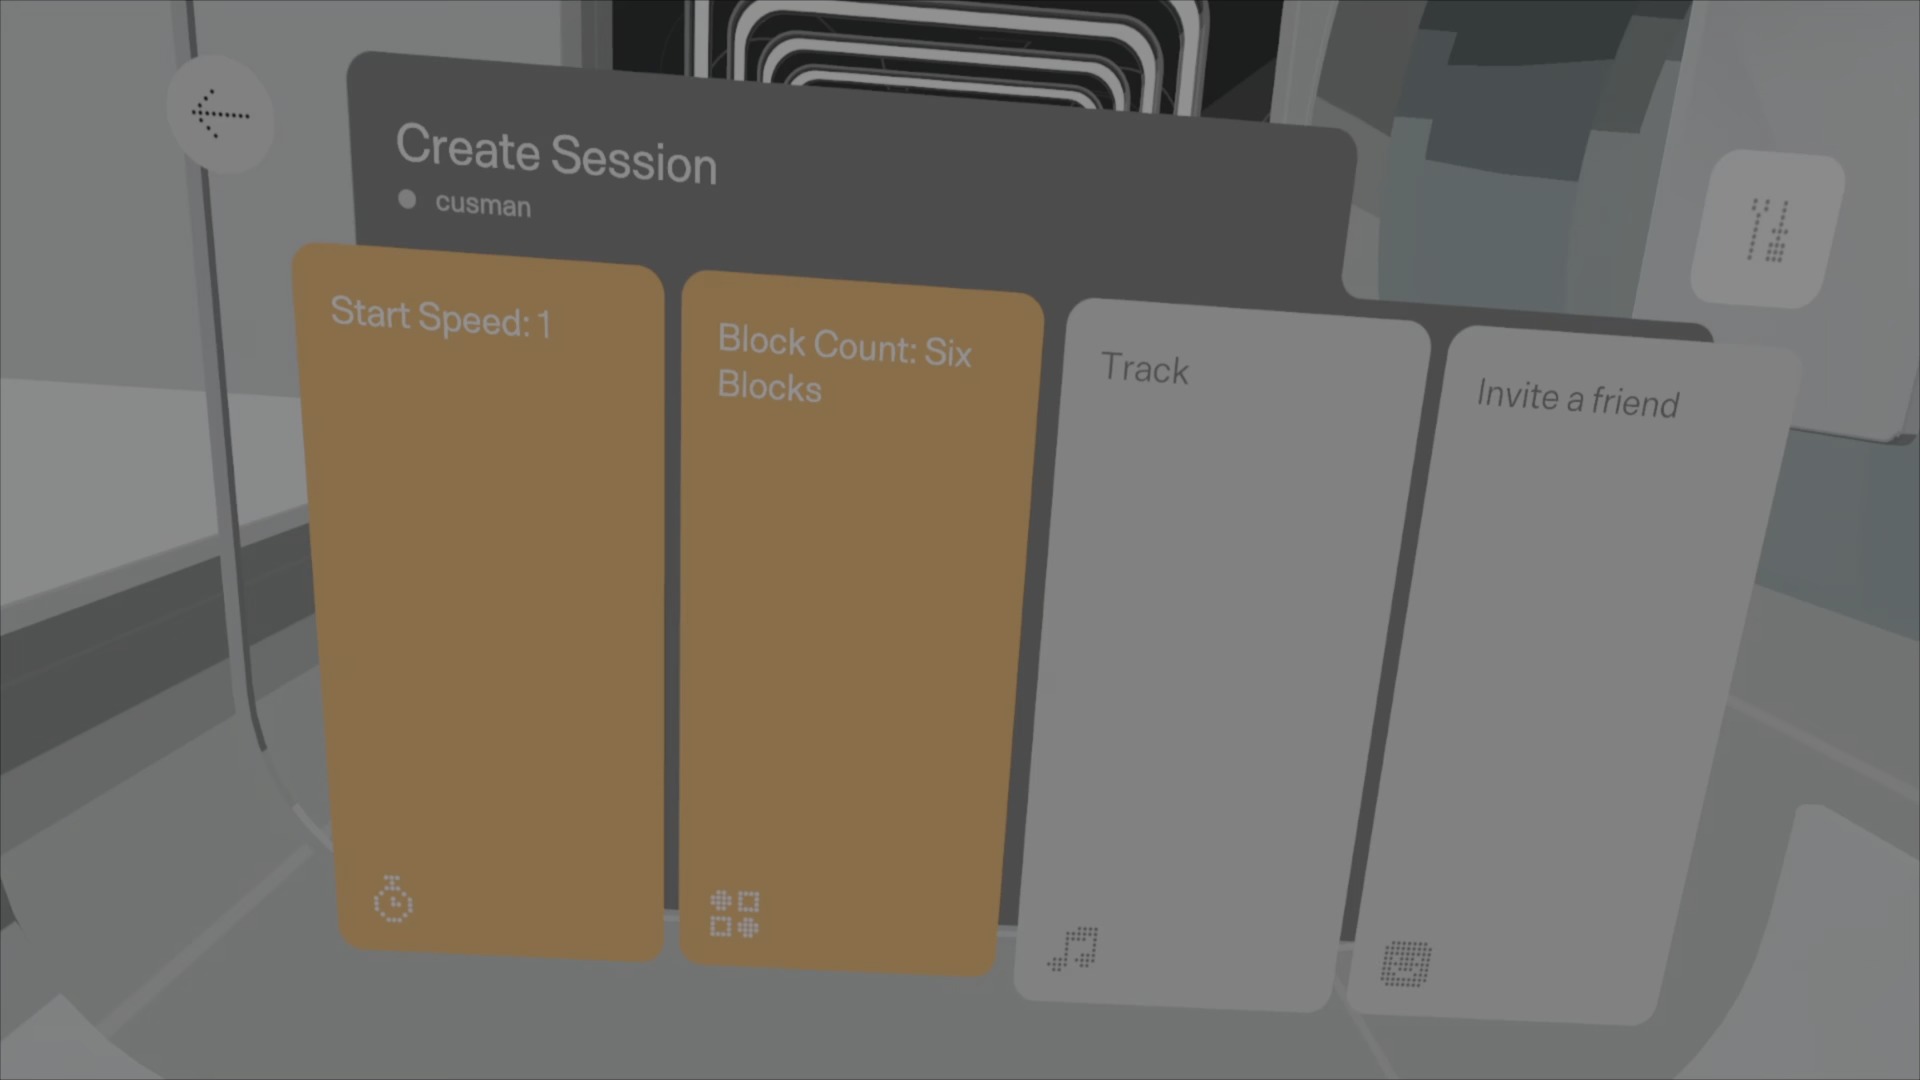 Create Session
cusman
Start Speed: 1
Block Count: Six
Blocks
Track
Invite a friend